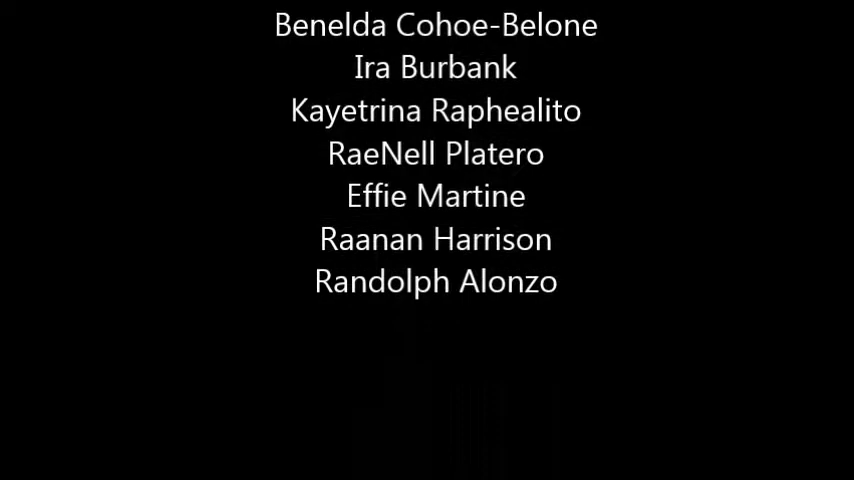 Benelda Cohoe-Belone
Ira Burbank
Kayetrina Raphealito
RaeNell Platero
Effie Martine
Raanan Harrison
Randolph Alonzo